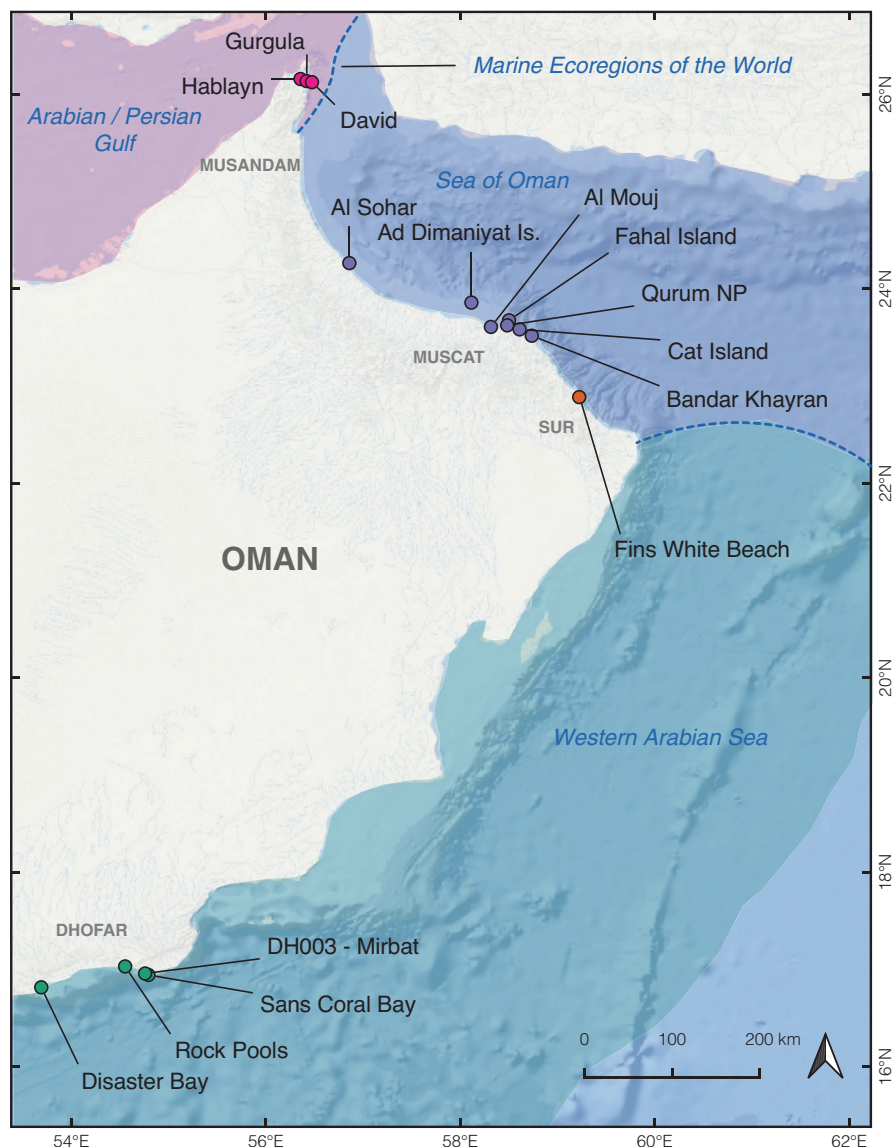 Gurgula
Marine Ecoregions of the World
Hablayn
26°N
Arabian / Persian
Gulf
David
MUSANDAM
Sea of Oman
Al Mouj
Al Sohar
Ad Dimaniyat Is.
Fahal Island
24°N
Qurum NP
MUSCAT
Cat Island
Bandar Khayran
SUR
22°N
Fins White Beach
OMAN
20°N
Western Arabian Sea
18°N
DHOFAR
DH003 - Mirbat
Sans Coral Bay
0 100 200 km
Rock Pools
16°N
Disaster Bay
54°E 56°E 58°E 60°E 62°E